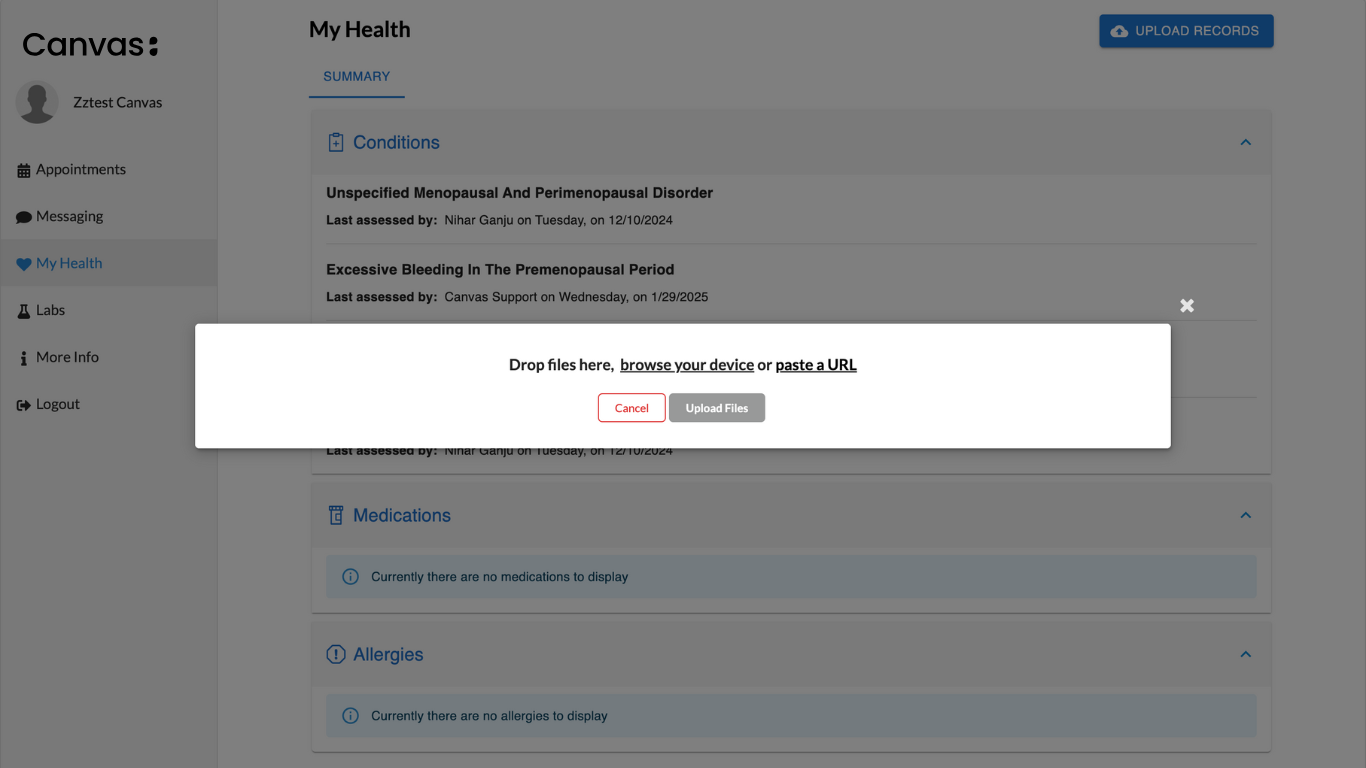 Canvas:
Zztest Canvas
Appointments
Messaging
My Health
Labs
More Info
Logout
My Health
UPLOAD RECORDS
SUMMARY
Conditions
Unspecified Menopausal And Perimenopausal Disorder
Last assessed by: Nihar Ganju on Tuesday, on 12/10/2024
Excessive Bleeding In The Premenopausal Period
Last assessed by: Canvas Support on Wednesday, on 1/29/2025
Drop files here, browse your device or paste a URL
Cancel Upload Files
Last assessed by: Nihar Ganju on Tuesday, on 12/10/2024
Medications
Currently there are no medications to display
Allergies
Currently there are no allergies to display